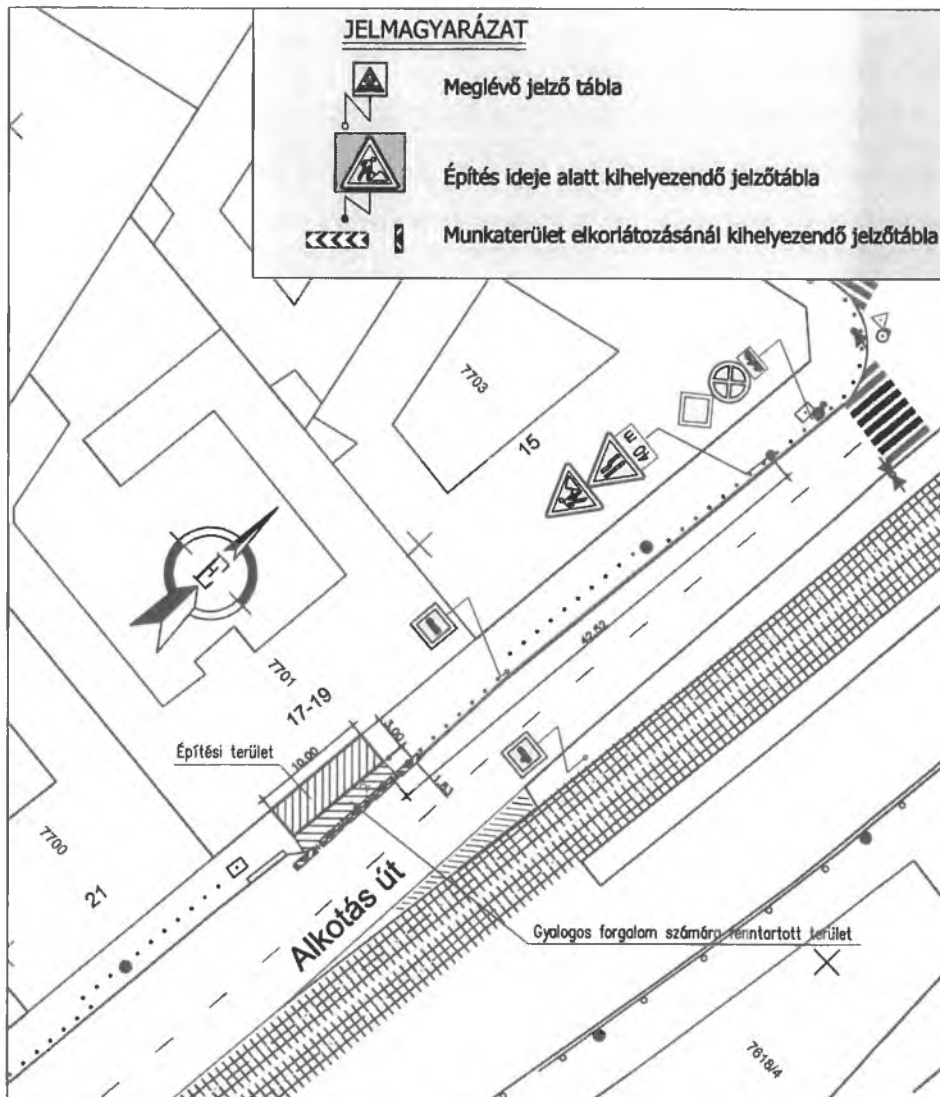 JELMAGYARÁZAT
Meglévő jelző tábla
Építés ideje alatt kihelyezendő jelzőtábla
Munkaterület elkorlátozásánál kihelyezendő jelzőtábla
7703
15
40 m
42.52
7701
17-19
3.00
10.00
Építési terület
7700
21
Alkotás út
Gyalogos forgalom számára fenntartott terület
7618/4